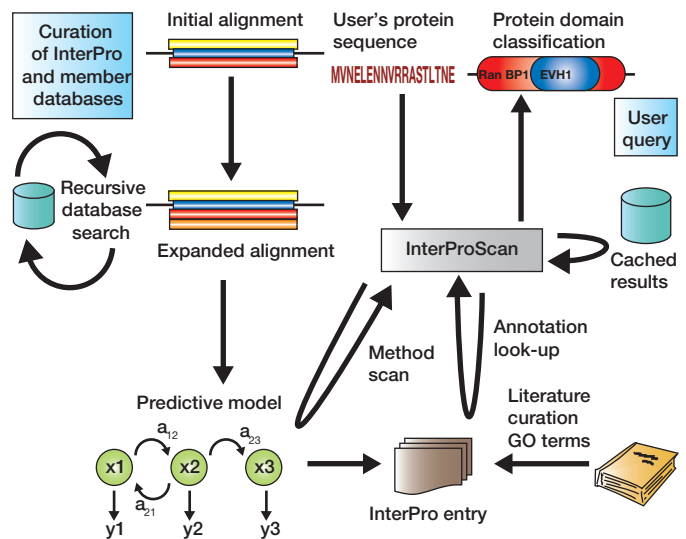 Curation
of InterPro
and member
databases
Initial alignment
User's protein
sequence
MVNELENNVRRASTLTNE
Protein domain
classification
Ran BP1
EVH1
User
query
Recursive
database
search
Expanded alignment
InterProScan
Cached
results
Method
scan
Annotation
look-up
Predictive model
Literature
curation
GO terms
a12
a23
x1
x2
x3
a21
y1
y2
y3
InterPro entry